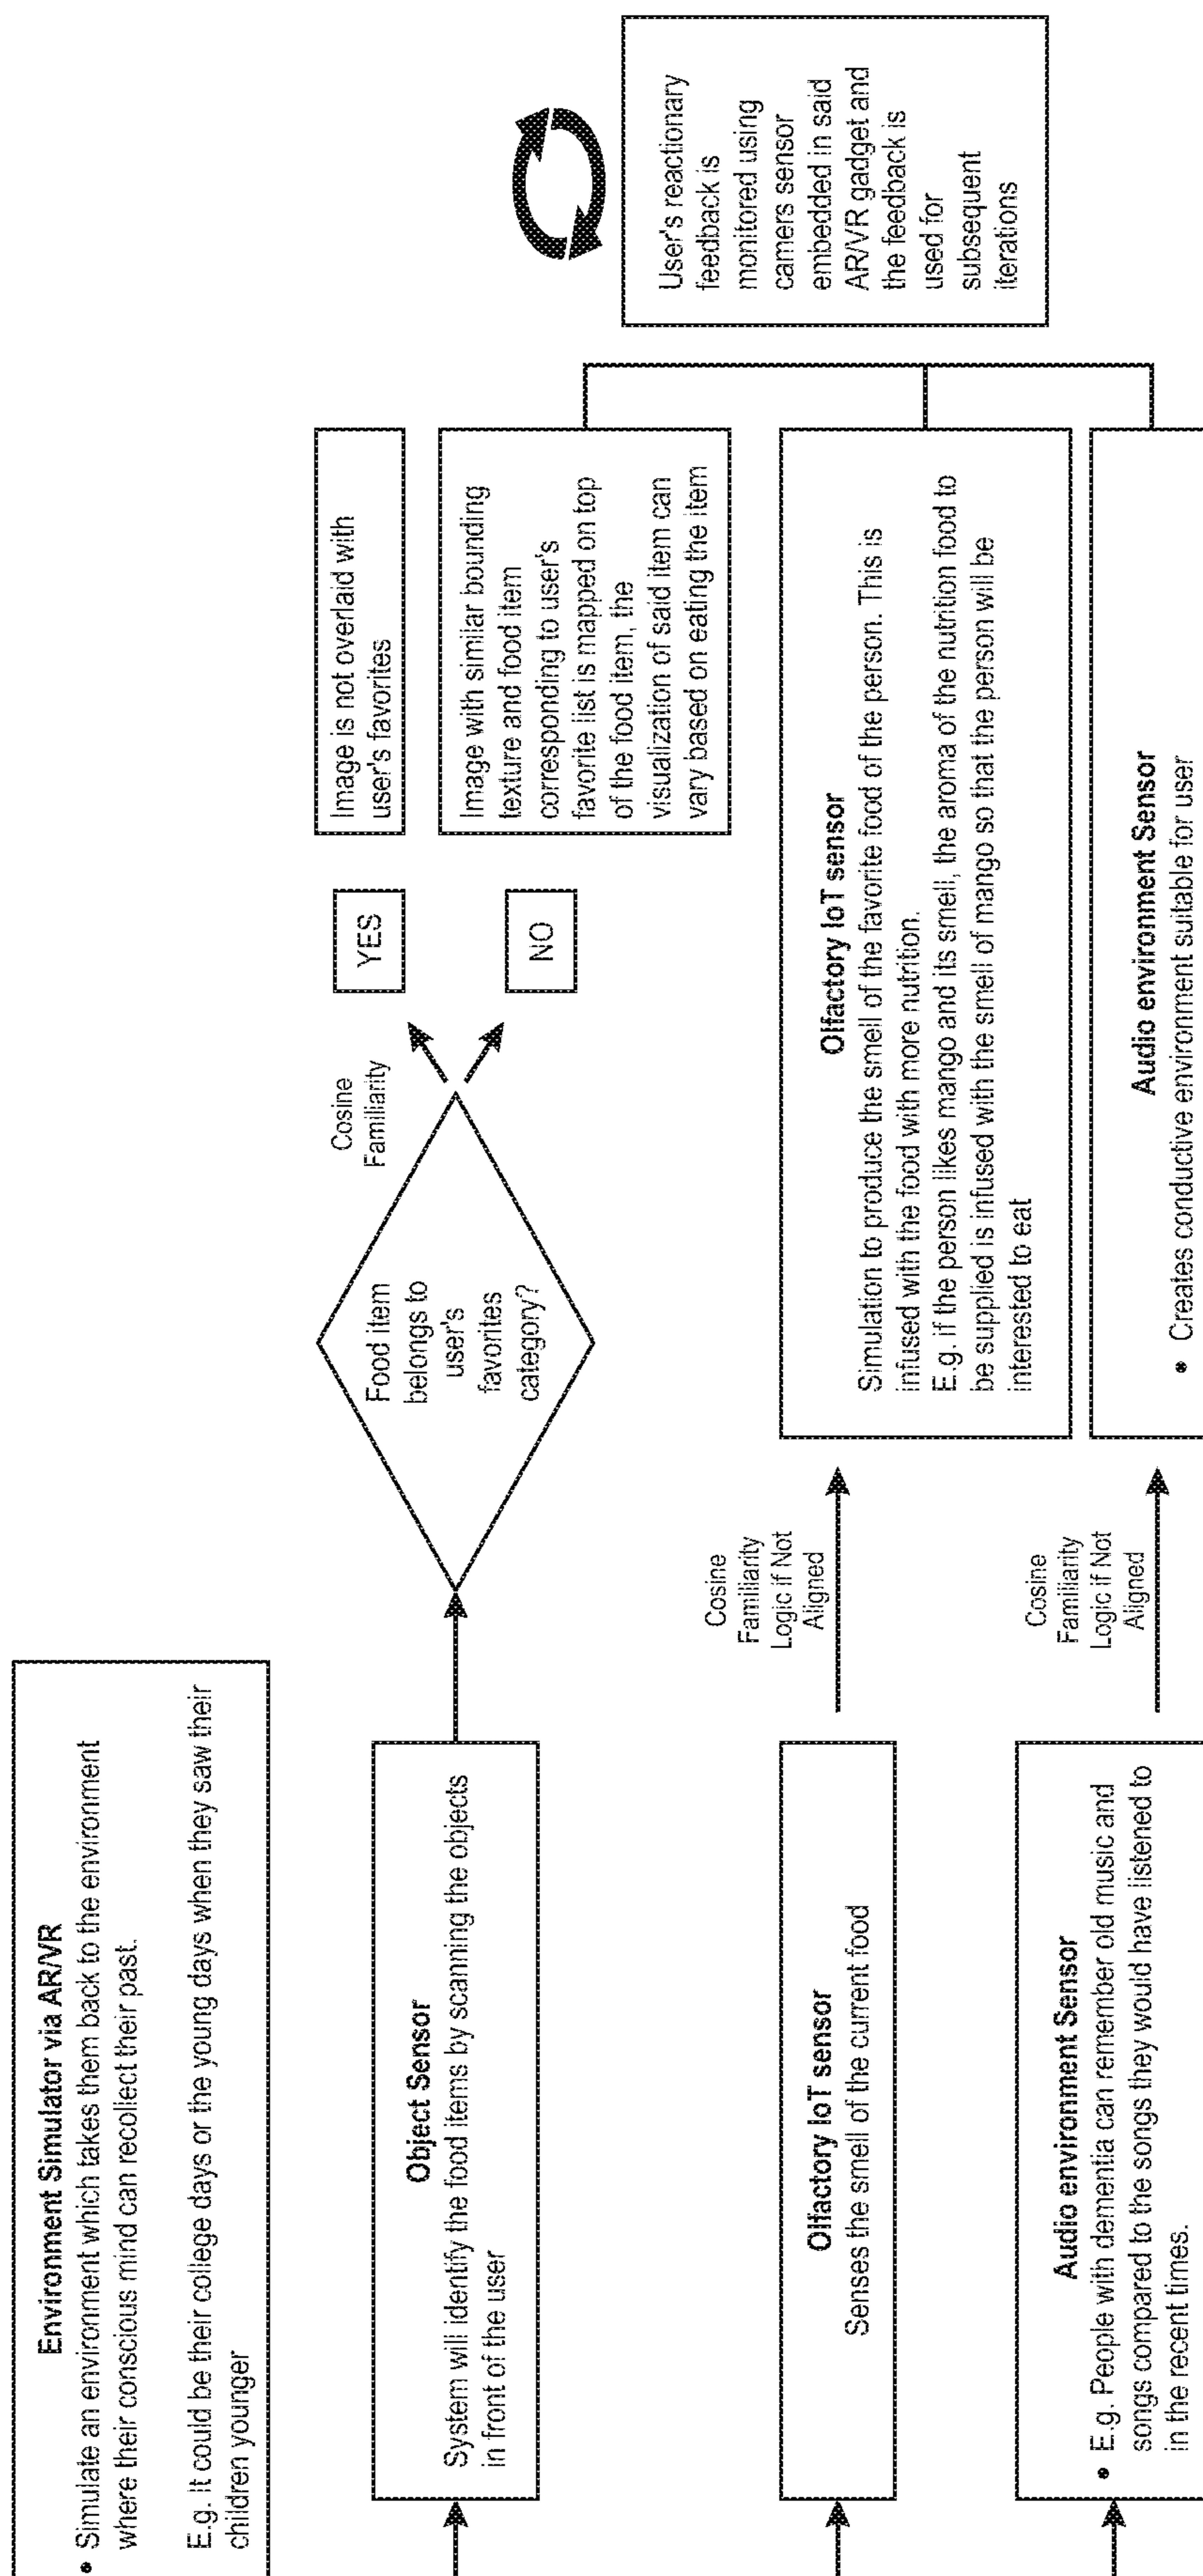 Environment Simulator via AR/VR
• Simulate an environment which takes them back to the environment
where their conscious mind can recollect their past.
E.g. It could be their college days or the young days when they saw their
children younger
Object Sensor
System will identify the food items by scanning the objects
in front of the user
Food item
belongs to
user's
favorites
category?
Cosine
Familiarity
YES
NO
Image is not overlaid with
user's favorites
Image with similar bounding
texture and food item
corresponding to user's
favorite list is mapped on top
of the food item, the
visualization of said item can
vary based on eating the item
Olfactory IoT sensor
Senses the smell of the current food
Cosine
Familiarity
Logic if Not
Aligned
Olfactory IoT sensor
Simulation to produce the smell of the favorite food of the person. This is
infused with the food with more nutrition.
E.g. if the person likes mango and its smell, the aroma of the nutrition food to
be supplied is infused with the smell of mango so that the person will be
interested to eat
Audio environment Sensor
• E.g. People with dementia can remember old music and
songs compared to the songs they would have listened to
in the recent times.
Cosine
Familiarity
Logic if Not
Aligned
Audio environment Sensor
• Creates conductive environment suitable for user
User's reactionary
feedback is
monitored using
camers sensor
embedded in said
AR/VR gadget and
the feedback is
used for
subsequent
iterations